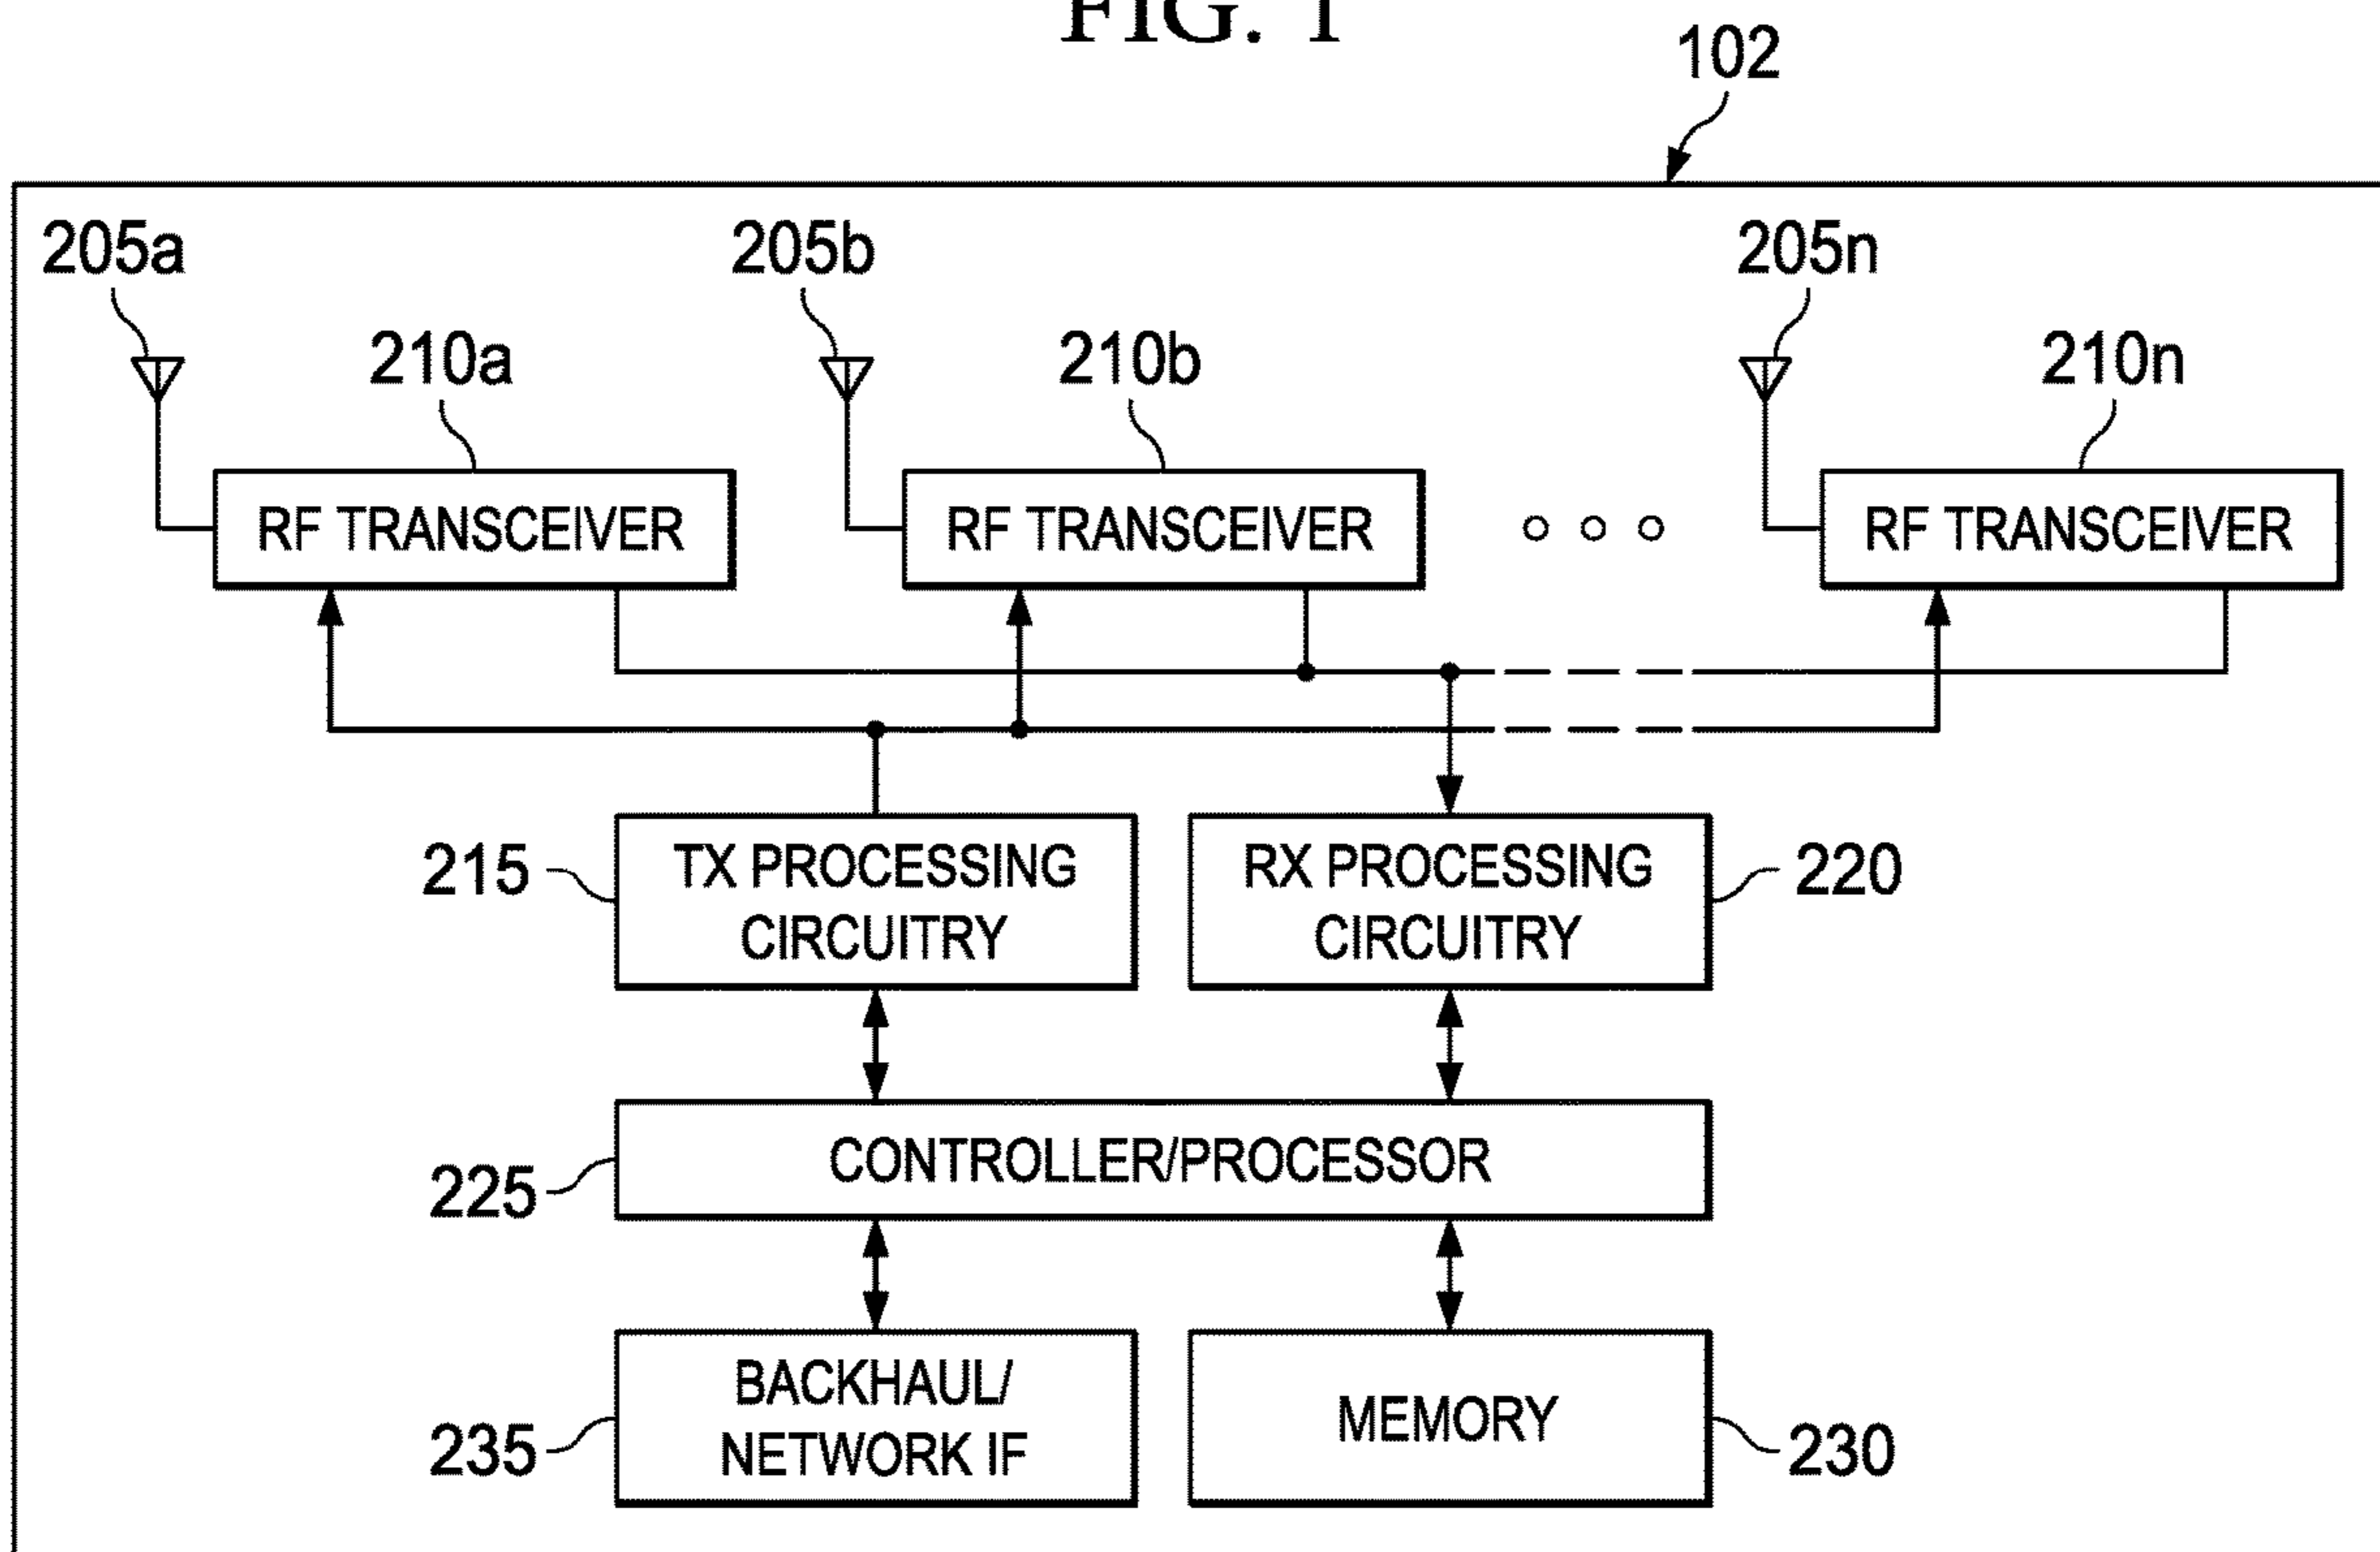 FIG. 1
102
205a
205b
205n
210a
210b
210n
RF TRANSCEIVER
RF TRANSCEIVER
RF TRANSCEIVER
215
TX PROCESSING
CIRCUITRY
RX PROCESSING
CIRCUITRY
220
225
CONTROLLER/PROCESSOR
235
BACKHAUL/
NETWORK IF
MEMORY
230